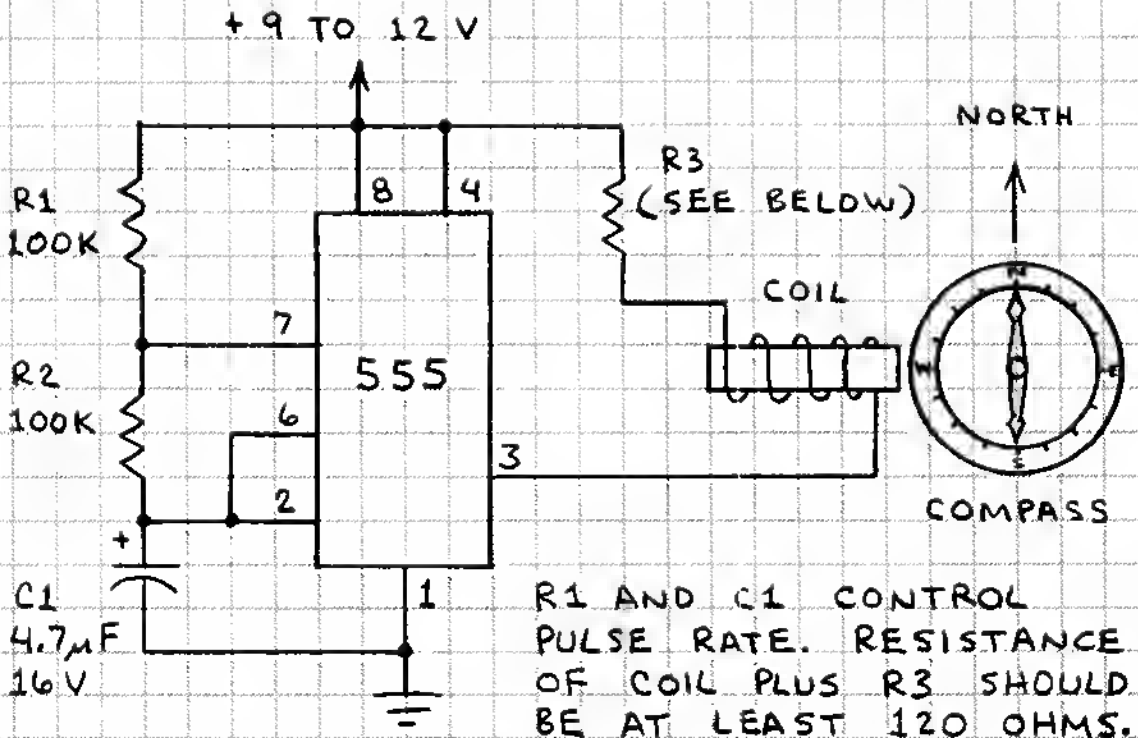 + 9 TO 12 V
NORTH
R1
100K
8
4
R3
(SEE BELOW)
COIL
7
R2
100K
555
6
3
2
N
S
COMPASS
+
C1
4.7µF
16V
1
R1 AND C1 CONTROL
PULSE RATE. RESISTANCE
OF COIL PLUS R3 SHOULD
BE AT LEAST 120 OHMS.